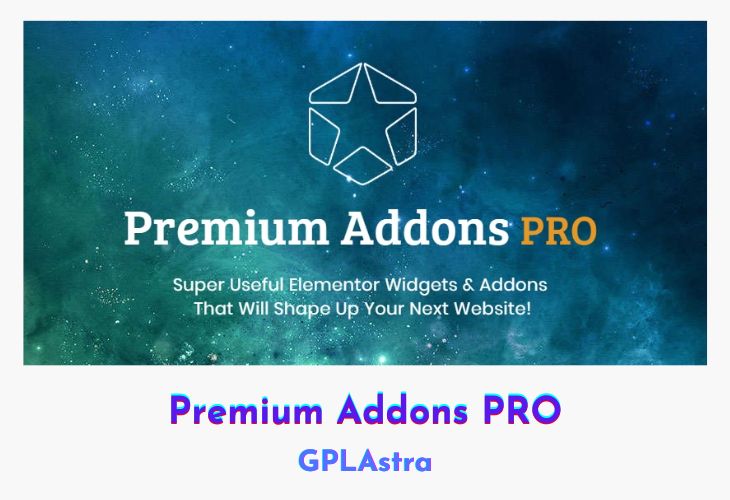 Premium Addons PRO
Super Useful Elementor Widgets & Addons
That Will Shape Up Your Next Website!
Premium Addons PRO
GPLAstra